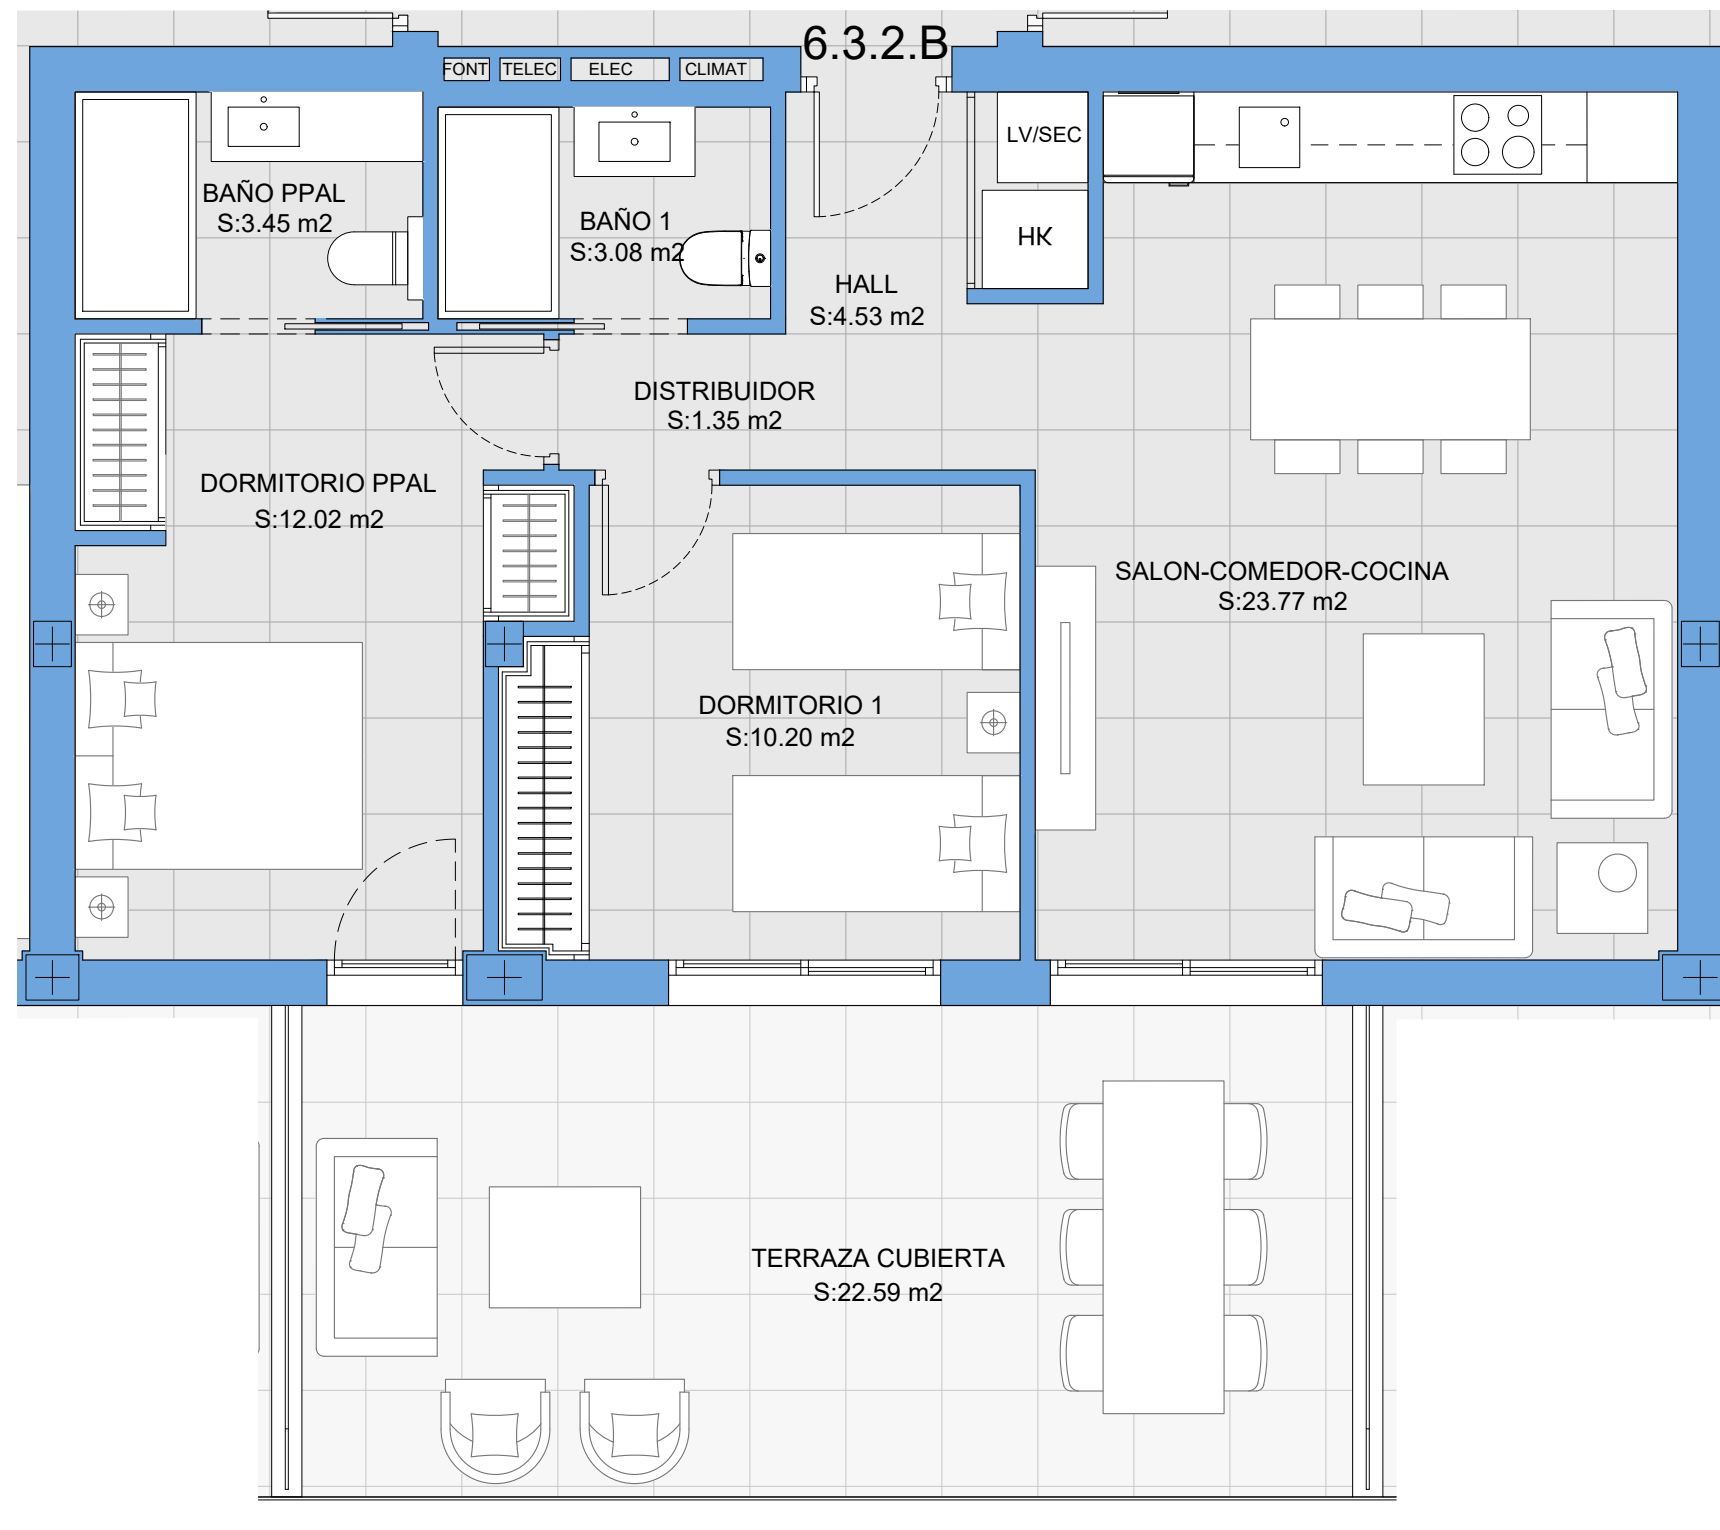 6.3.2.B
FONT TELEC ELEC CLIMAT
LV/SEC
BAÑO PPAL
S:3.45 m2
BAÑO 1
S:3.08 m2
HK
HALL
S:4.53 m2
DISTRIBUIDOR
S:1.35 m2
DORMITORIO PPAL
S:12.02 m2
SALON-COMEDOR-COCINA
S:23.77 m2
DORMITORIO 1
S:10.20 m2
TERRAZA CUBIERTA
S:22.59 m2